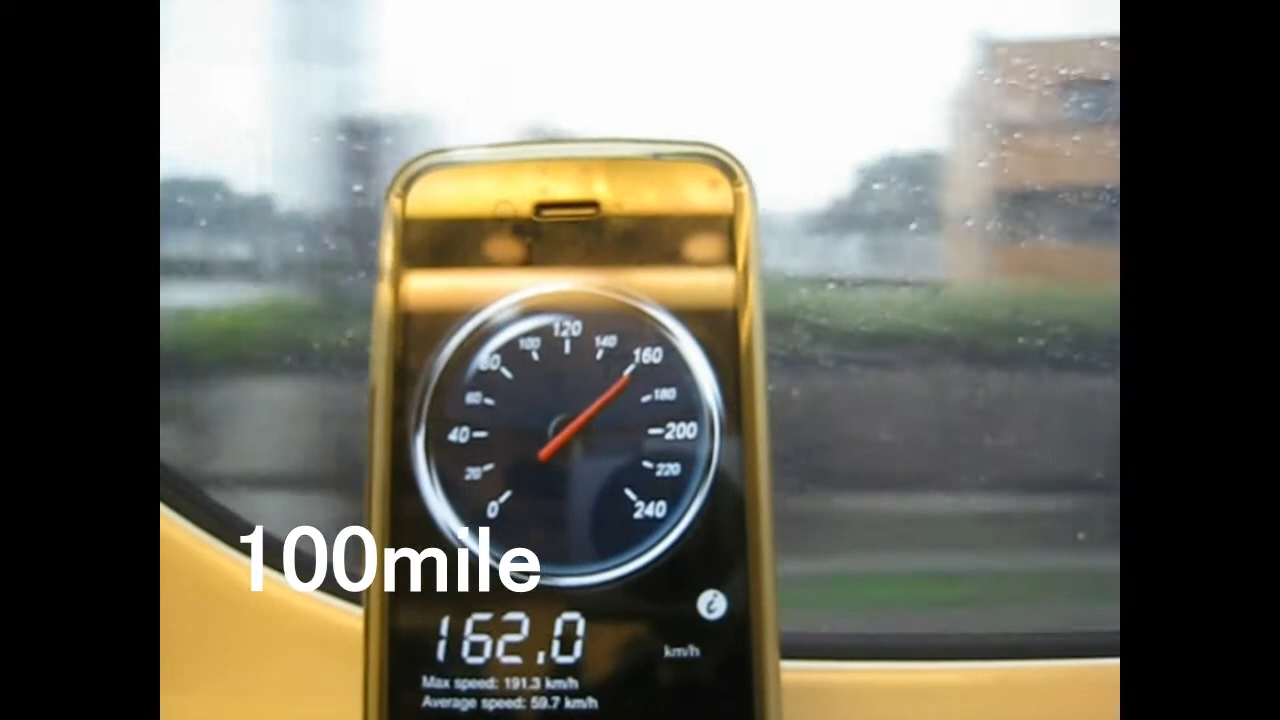 120
100 140
80 160
60 180
40 200
20 220
0 240
100mile
i
162.0 km/h
Max speed: 191.3 km/h
Average speed: 59.7 km/h